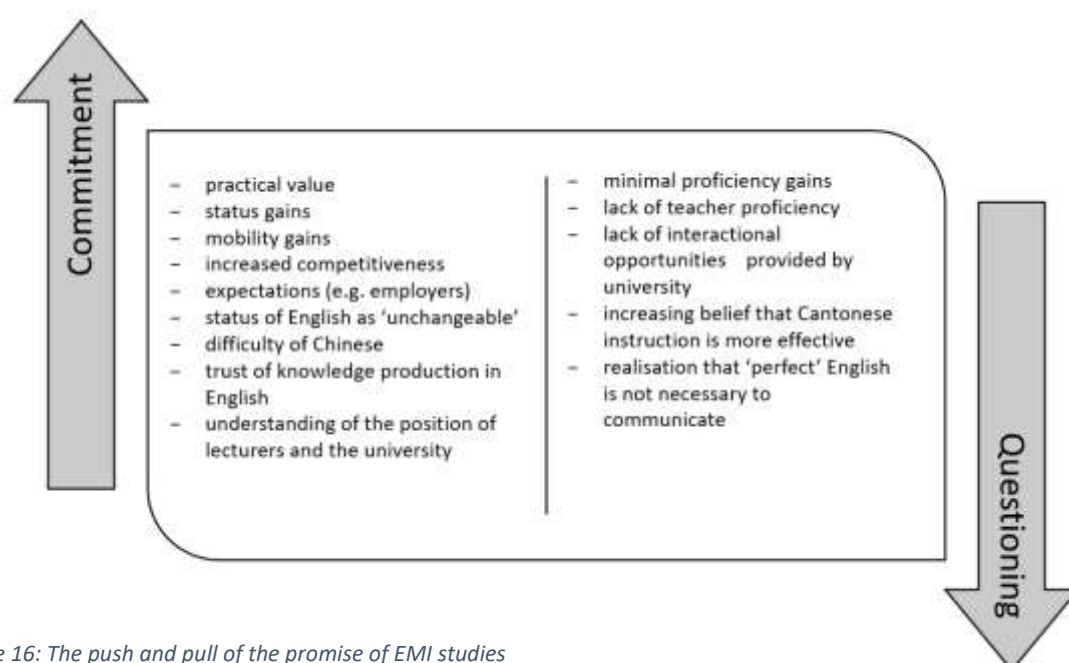 Commitment
– practical value
– status gains
– mobility gains
– increased competitiveness
– expectations (e.g. employers)
– status of English as ‘unchangeable’
– difficulty of Chinese
– trust of knowledge production in
English
– understanding of the position of
lecturers and the university
– minimal proficiency gains
– lack of teacher proficiency
– lack of interactional
opportunities provided by
university
– increasing belief that Cantonese
instruction is more effective
– realisation that ‘perfect’ English
is not necessary to
communicate
Questioning
e 16: The push and pull of the promise of EMI studies